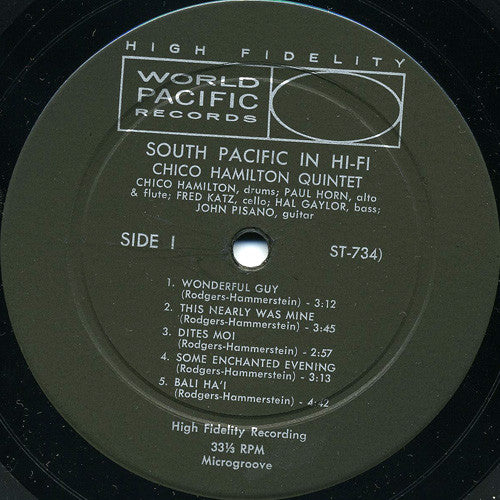 HIGH FIDELITY
WORLD
PACIFIC
RECORDS
SOUTH PACIFIC IN HI-FI
CHICO HAMILTON QUINTET
CHICO HAMILTON, drums; PAUL HORN, alto
& flute; FRED KATZ, cello; HAL GAYLOR, bass;
JOHN PISANO, guitar
SIDE I ST-734)
1. WONDERFUL GUY
(Rodgers-Hammerstein) - 3:12
2. THIS NEARLY WAS MINE
(Rodgers-Hammerstein) - 3:45
3. DITES MOI
(Rodgers-Hammerstein) - 2:57
4. SOME ENCHANTED EVENING
(Rodgers-Hammerstein) - 3:13
5. BALI HA'I
(Rodgers-Hammerstein) - 4:42
High Fidelity Recording
33⅓ RPM
Microgroove